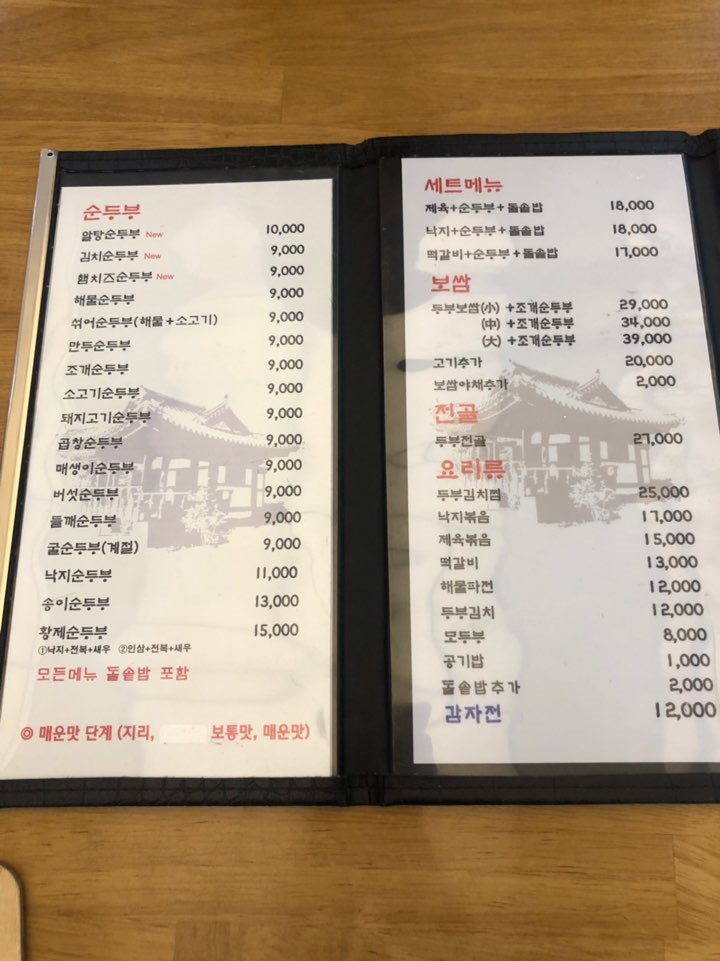 순두부
알탕순두부 New 10,000
김치순두부 New 9,000
햄치즈순두부 New 9,000
해물순두부 9,000
섞어순두부(해물+소고기) 9,000
만두순두부 9,000
조개순두부 9,000
소고기순두부 9,000
돼지고기순두부 9,000
곱창순두부 9,000
매생이순두부 9,000
버섯순두부 9,000
들깨순두부 9,000
굴순두부(계절) 9,000
낙지순두부 11,000
송이순두부 13,000
황제순두부 15,000
①낙지+전복+새우 ②인삼+전복+새우
모든메뉴 돌솥밥 포함
◎ 매운맛 단계 (지리, 보통맛, 매운맛)
세트메뉴
제육+순두부+돌솥밥 18,000
낙지+순두부+돌솥밥 18,000
떡갈비+순두부+돌솥밥 17,000
보쌈
두부보쌈(小) +조개순두부 29,000
(中) +조개순두부 34,000
(大) +조개순두부 39,000
고기추가 20,000
보쌈야채추가 2,000
전골
두부전골 27,000
요리류
두부김치찜 25,000
낙지볶음 17,000
제육볶음 15,000
떡갈비 13,000
해물파전 12,000
두부김치 12,000
모두부 8,000
공기밥 1,000
돌솥밥추가 2,000
감자전 12,000